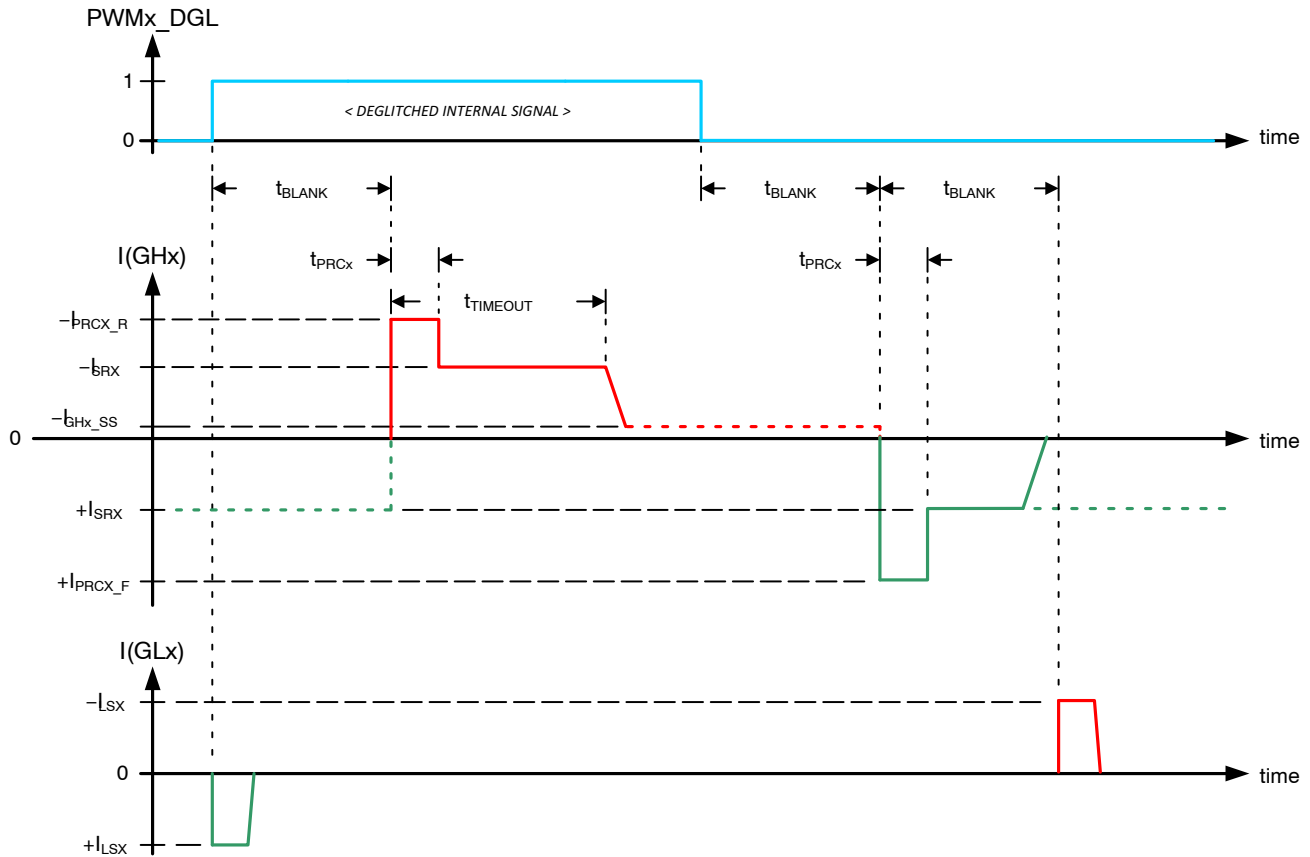 PWMx_DGL
1
< DEGLITCHED INTERNAL SIGNAL >
0
time
tBLANK
tBLANK
tBLANK
I(GHx)
tPRCx
tPRCx
tTIMEOUT
−IPRCX_R
−ISRX
−IGHx_SS
0
time
+ISRX
+IPRCX_F
I(GLx)
−ILSX
0
time
+ILSX